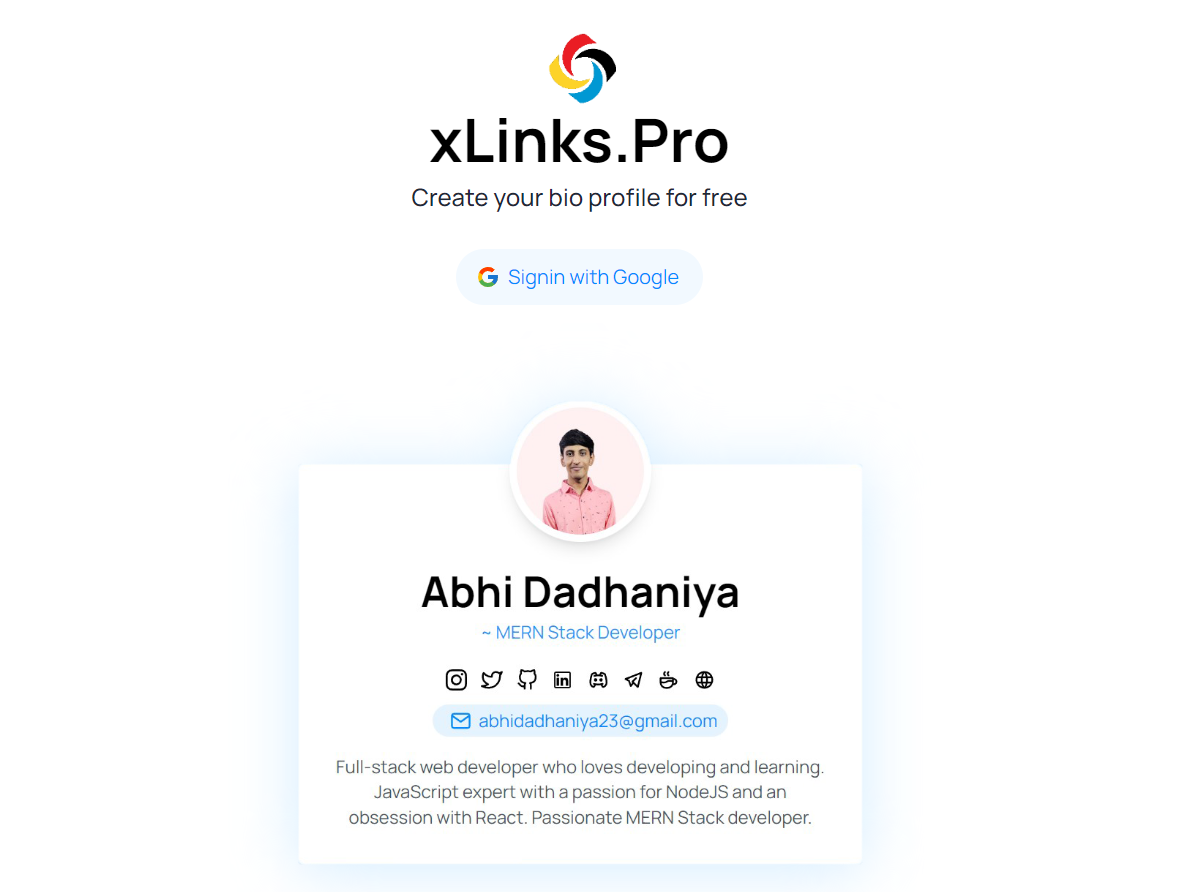 xLinks.Pro
Create your bio profile for free
Signin with Google
Abhi Dadhaniya
~ MERN Stack Developer
in
abhidadhaniya23@gmail.com
Full-stack web developer who loves developing and learning.
JavaScript expert with a passion for NodeJS and an
obsession with React. Passionate MERN Stack developer.